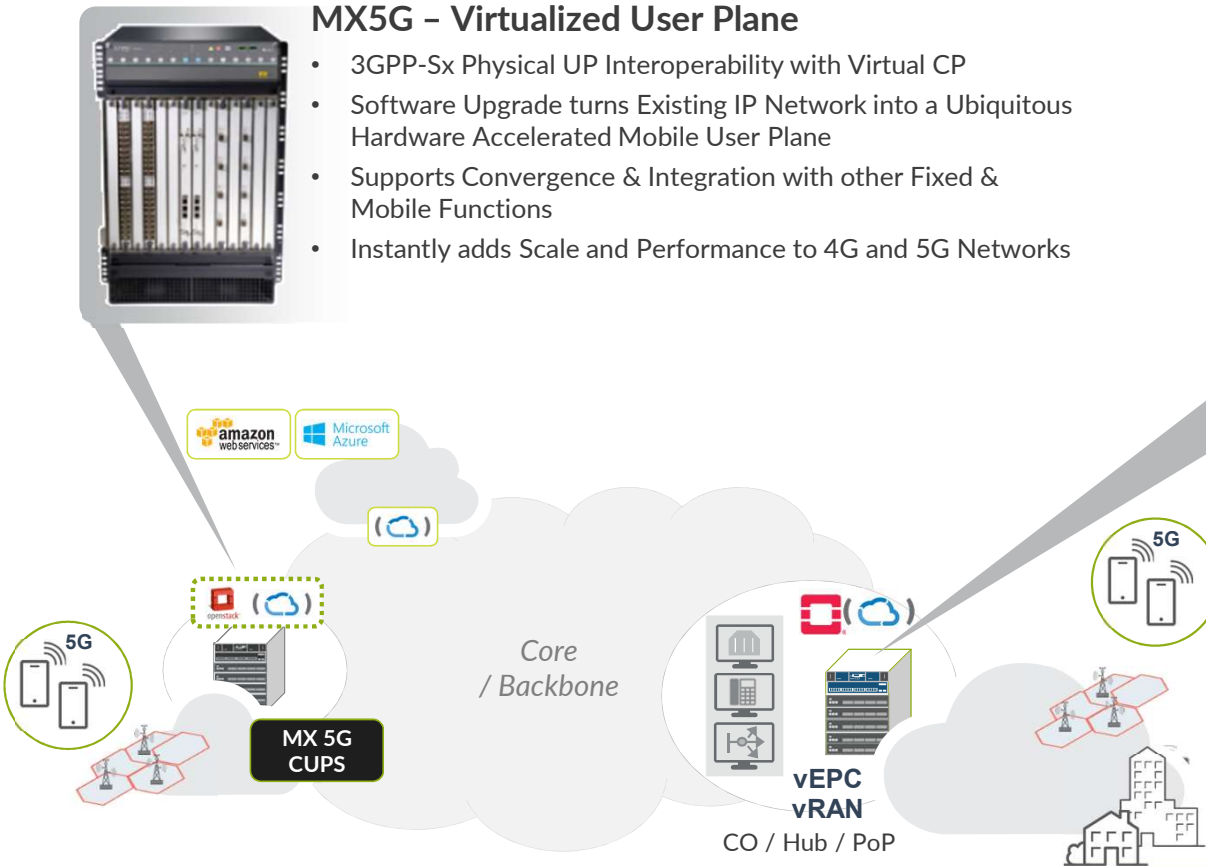 MX5G – Virtualized User Plane
• 3GPP-Sx Physical UP Interoperability with Virtual CP
• Software Upgrade turns Existing IP Network into a Ubiquitous
Hardware Accelerated Mobile User Plane
• Supports Convergence & Integration with other Fixed &
Mobile Functions
• Instantly adds Scale and Performance to 4G and 5G Networks
amazon
webservices™
Microsoft
Azure
5G
openstack
5G
Core
/ Backbone
MX 5G
CUPS
vEPC
vRAN
CO / Hub / PoP